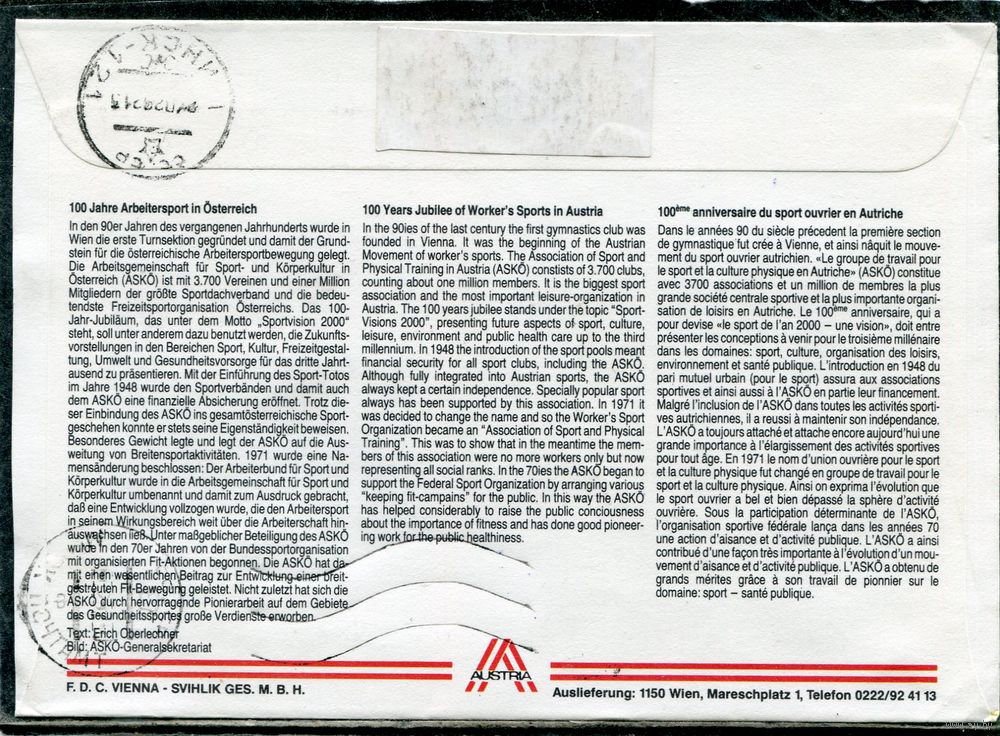 МИНСК-12
100 Jahre Arbeitersport in Österreich
In den 90er Jahren des vergangenen Jahrhunderts wurde in
Wien die erste Turnsektion gegründet und damit der Grund-
stein für die österreichische Arbeitersportbewegung gelegt.
Die Arbeitsgemeinschaft für Sport- und Körperkultur in
Österreich (ASKÖ) ist mit 3.700 Vereinen und einer Million
Mitgliedern der größte Sportdachverband und die bedeu-
tendste Freizeitsportorganisation Österreichs. Das 100-
Jahr-Jubiläum, das unter dem Motto „Sportvision 2000“
steht, soll unter anderem dazu benutzt werden, die Zukunfts-
vorstellungen in den Bereichen Sport, Kultur, Freizeitgestal-
tung, Umwelt und Gesundheitsvorsorge für das dritte Jahrt-
ausend zu präsentieren. Mit der Einführung des Sport-Totos
im Jahre 1948 wurde den Sportverbänden und damit auch
dem ASKÖ eine finanzielle Absicherung eröffnet. Trotz die-
ser Einbindung des ASKÖ ins gesamtösterreichische Sport-
geschehen konnte er stets seine Eigenständigkeit beweisen.
Besonderes Gewicht legte und legt der ASKÖ auf die Aus-
weitung von Breitensportaktivitäten. 1971 wurde eine Na-
mensänderung beschlossen: Der Arbeiterbund für Sport und
Körperkultur wurde in die Arbeitsgemeinschaft für Sport und
Körperkultur umbenannt und damit zum Ausdruck gebracht,
daß eine Entwicklung vollzogen wurde, die den Arbeitersport
in seinem Wirkungsbereich weit über die Arbeiterschaft hin-
auswachsen ließ. Unter maßgeblicher Beteiligung des ASKÖ
wurde in den 70er Jahren von der Bundessportorganisation
mit organisierten Fit-Aktionen begonnen. Die ASKÖ hat da-
mit einen wesentlichen Beitrag zur Entwicklung einer breit-
gestreuten Fit-Bewegung geleistet. Nicht zuletzt hat sich die
ASKÖ durch hervorragende Pionierarbeit auf dem Gebiete
des Gesundheitssportes große Verdienste erworben.
Text: Erich Oberlechner
Bild: ASKÖ-Generalsekretariat
100 Years Jubilee of Worker's Sports in Austria
In the 90ies of the last century the first gymnastics club was
founded in Vienna. It was the beginning of the Austrian
Movement of worker's sports. The Association of Sport and
Physical Training in Austria (ASKÖ) consists of 3.700 clubs,
counting about one million members. It is the biggest sport
association and the most important leisure-organization in
Austria. The 100 years jubilee stands under the topic “Sport-
Visions 2000”, presenting future aspects of sport, culture,
leisure, environment and public health care up to the third
millennium. In 1948 the introduction of the sport pools meant
financial security for all sport clubs, including the ASKÖ.
Although fully integrated into Austrian sports, the ASKÖ
always kept a certain independence. Specially popular sport
always has been supported by this association. In 1971 it
was decided to change the name and so the Worker's Sport
Organization became an “Association of Sport and Physical
Training”. This was to show that in the meantime the mem-
bers of this association were no more workers only but now
representing all social ranks. In the 70ies the ASKÖ began to
support the Federal Sport Organization by arranging various
“keeping fit-campains” for the public. In this way the ASKÖ
has helped considerably to raise the public conciousness
about the importance of fitness and has done good pioneer-
ing work for the public healthiness.
100ème anniversaire du sport ouvrier en Autriche
Dans le années 90 du siècle précedent la première section
de gymnastique fut crée à Vienne, et ainsi nâquit le mouve-
ment du sport ouvrier autrichien. «Le groupe de travail pour
le sport et la culture physique en Autriche» (ASKÖ) constitue
avec 3700 associations et un million de membres la plus
grande société centrale sportive et la plus importante organi-
sation de loisirs en Autriche. Le 100ème anniversaire, qui a
pour devise «le sport de l'an 2000 – une vision», doit entre
présenter les conceptions à venir pour le troisième millénaire
dans les domaines: sport, culture, organisation des loisirs,
environnement et santé publique. L'introduction en 1948 du
pari mutuel urbain (pour le sport) assura aux associations
sportives et ainsi aussi à l'ASKÖ en partie leur financement.
Malgré l'inclusion de l'ASKÖ dans toutes les activités sporti-
ves autrichiennes, il a reussi à maintenir son indépendance.
L'ASKÖ a toujours attaché et attache encore aujourd'hui une
grande importance à l'élargissement des activités sportives
pour tout âge. En 1971 le nom d'union ouvrière pour le sport
et la culture physique fut changé en groupe de travail pour le
sport et la culture physique. Ainsi on exprima l'évolution que
le sport ouvrier a bel et bien dépassé la sphère d'activité
ouvrière. Sous la participation déterminante de l'ASKÖ,
l'organisation sportive fédérale lança dans les années 70
une action d'aisance et d'activité publique. L'ASKÖ a ainsi
contribué d'une façon très importante à l'évolution d'un mou-
vement d'aisance et d'activité publique. L'ASKÖ a obtenu de
grands mérites grâce à son travail de pionnier sur le
domaine: sport – santé publique.
AUSTRIA
F. D. C. VIENNA - SVIHLIK GES. M. B. H.
Auslieferung: 1150 Wien, Mareschplatz 1, Telefon 0222/92 41 13